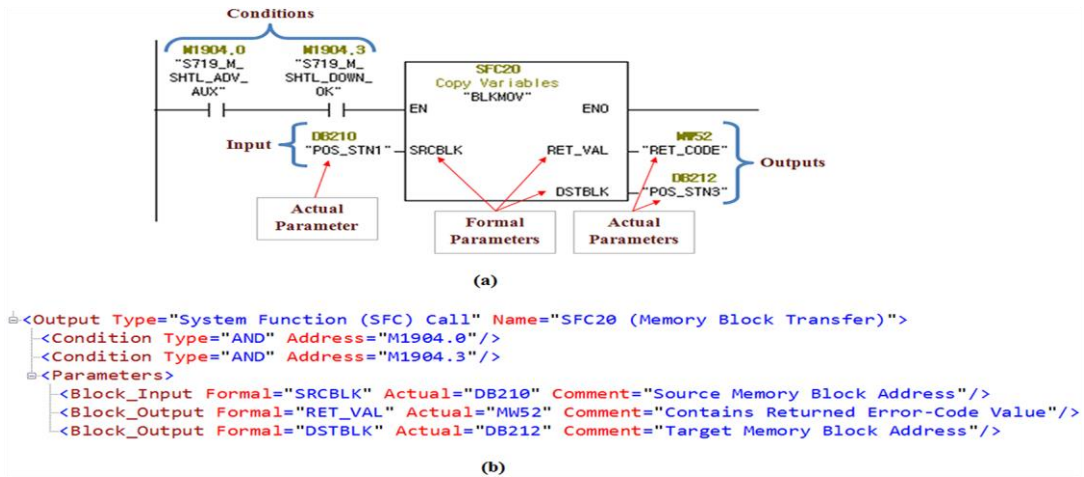 Conditions
M1904.0 M1904.3
"S719_M_ "S719_M_
SHTL_ADV_ SHTL_DOWN_
AUX" OK"
SFC20
Copy Variables
"BLKMOV"
EN ENO
Input
DB210
"POS_STN1" SRCBLK
RET_VAL
MW52
"RET_CODE"
DSTBLK
DB212
"POS_STN3"
Outputs
Actual
Parameter
Formal
Parameters
Actual
Parameters
(a)
<Output Type="System Function (SFC) Call" Name="SFC20 (Memory Block Transfer)">
<Condition Type="AND" Address="M1904.0"/>
<Condition Type="AND" Address="M1904.3"/>
<Parameters>
<Block_Input Formal="SRCBLK" Actual="DB210" Comment="Source Memory Block Address"/>
<Block_Output Formal="RET_VAL" Actual="MW52" Comment="Contains Returned Error-Code Value"/>
<Block_Output Formal="DSTBLK" Actual="DB212" Comment="Target Memory Block Address"/>
(b)